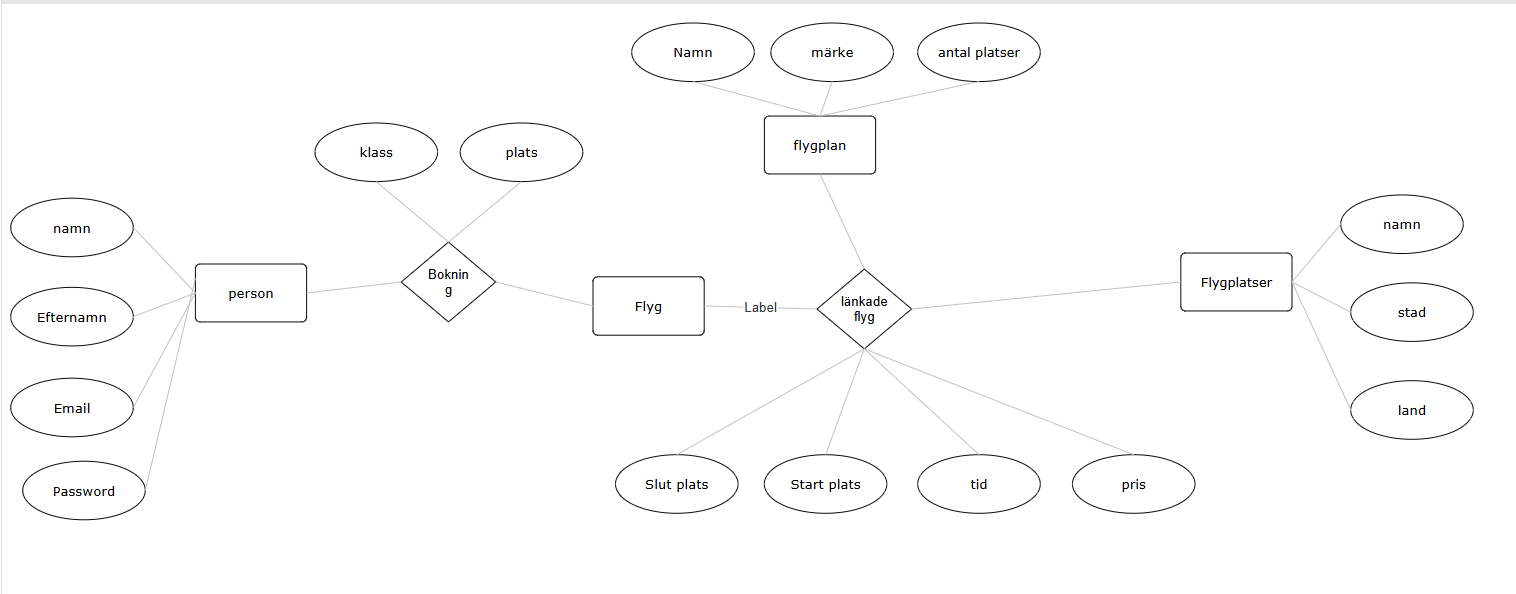 Namn
märke
antal platser
flygplan
klass
plats
namn
Efternamn
Email
Password
person
Boknin
g
Flyg
Label
länkade
flyg
Flygplatser
namn
stad
land
Slut plats
Start plats
tid
pris